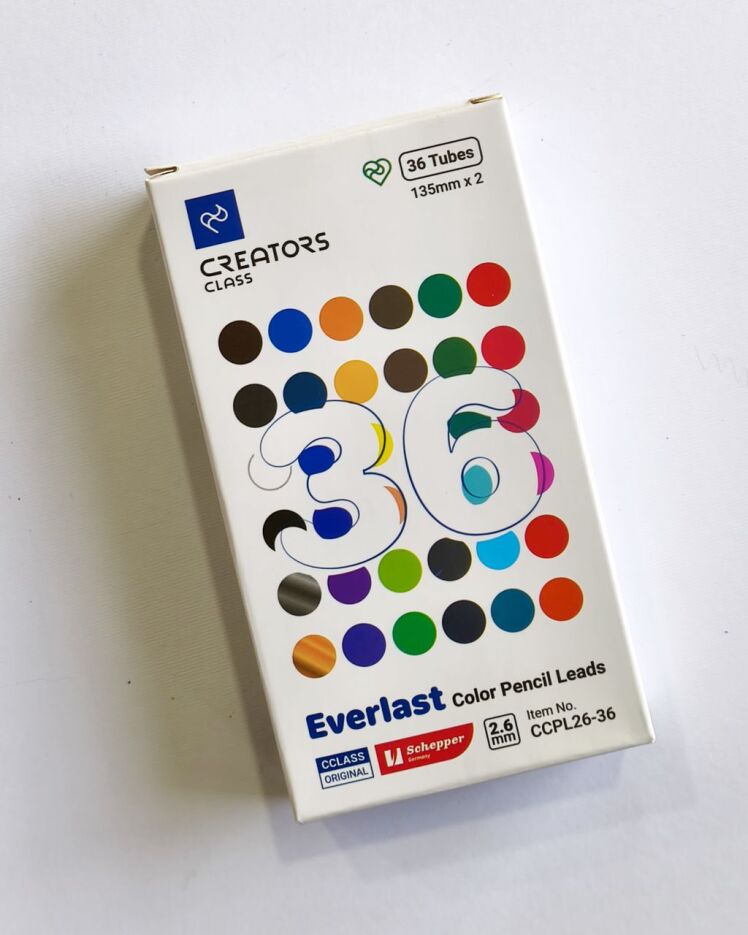 36 Tubes
135mm x 2
CREATORS
CLASS
36
Everlast Color Pencil Leads
CCLASS
ORIGINAL
Schepper
Germany
2.6
mm
Item No.
CCPL26-36